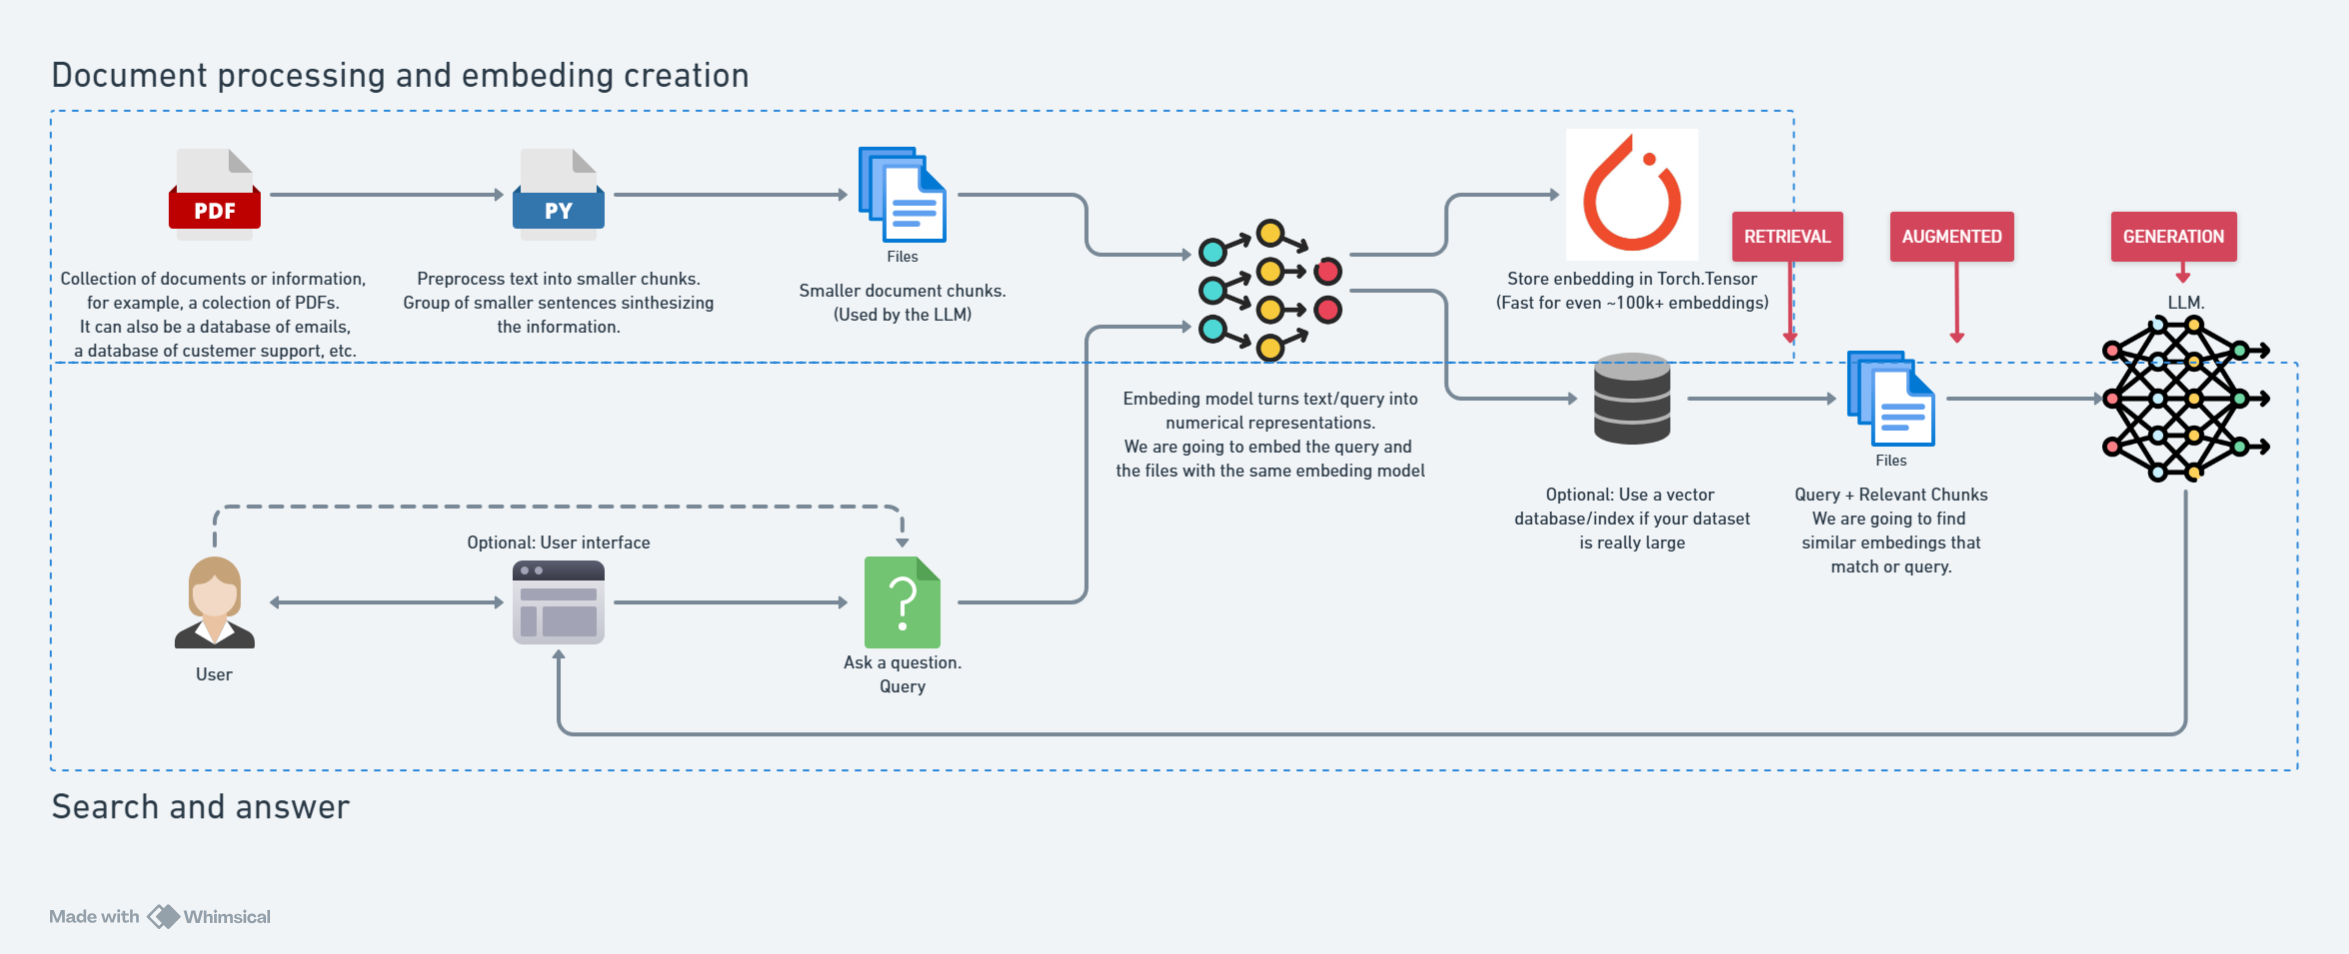 Document processing and embeding creation
PDF
Collection of documents or information,
for example, a colection of PDFs.
It can also be a database of emails,
a database of custemer support, etc.
PY
Preprocess text into smaller chunks.
Group of smaller sentences sinthesizing
the information.
Files
Smaller document chunks.
(Used by the LLM)
Embeding model turns text/query into
numerical representations.
We are going to embed the query and
the files with the same embeding model
Store enbedding in Torch.Tensor
(Fast for even ~100k+ embeddings)
RETRIEVAL
AUGMENTED
GENERATION
LLM.
Optional: Use a vector
database/index if your dataset
is really large
Files
Query + Relevant Chunks
We are going to find
similar embedings that
match or query.
User
Optional: User interface
?
Ask a question.
Query
Search and answer
Made with Whimsical